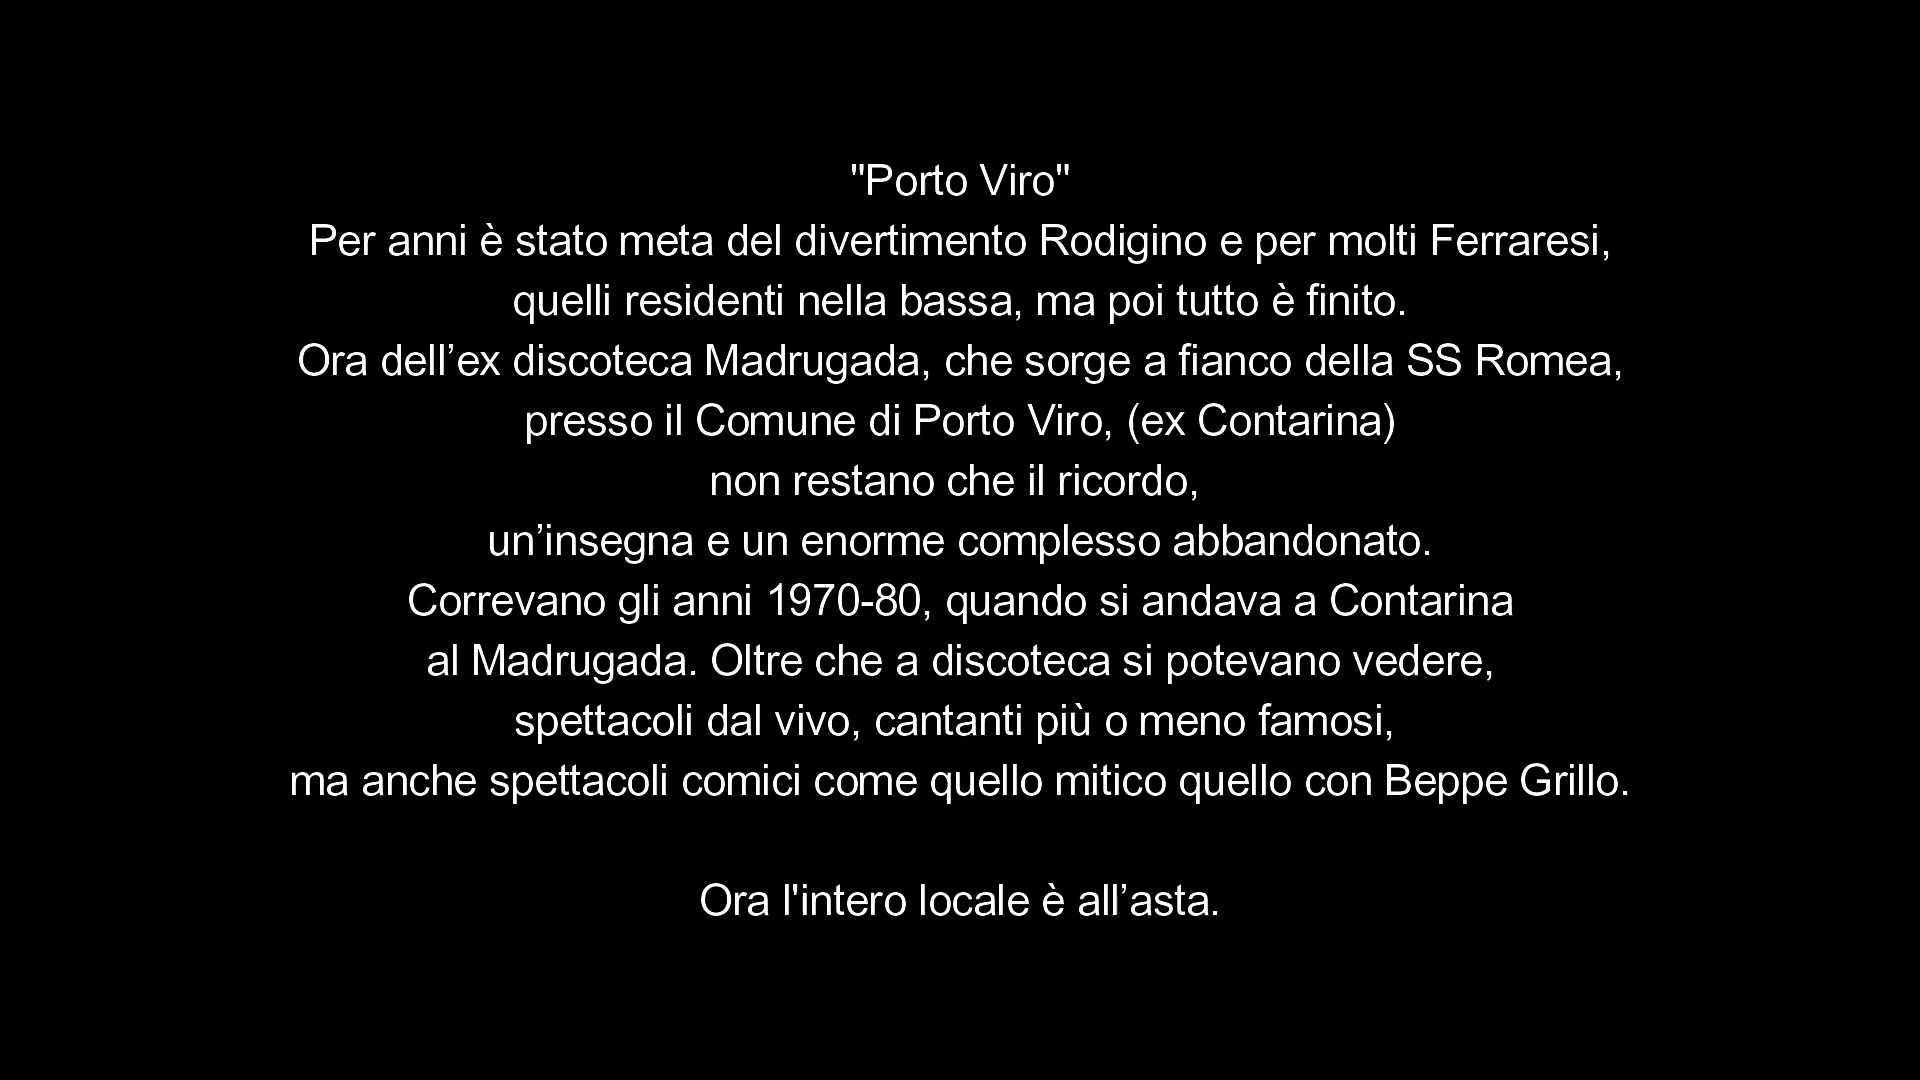 "Porto Viro"
Per anni è stato meta del divertimento Rodigino e per molti Ferraresi,
quelli residenti nella bassa, ma poi tutto è finito.
Ora dell’ex discoteca Madrugada, che sorge a fianco della SS Romea,
presso il Comune di Porto Viro, (ex Contarina)
non restano che il ricordo,
un’insegna e un enorme complesso abbandonato.
Correvano gli anni 1970-80, quando si andava a Contarina
al Madrugada. Oltre che a discoteca si potevano vedere,
spettacoli dal vivo, cantanti più o meno famosi,
ma anche spettacoli comici come quello mitico quello con Beppe Grillo.
Ora l'intero locale è all’asta.